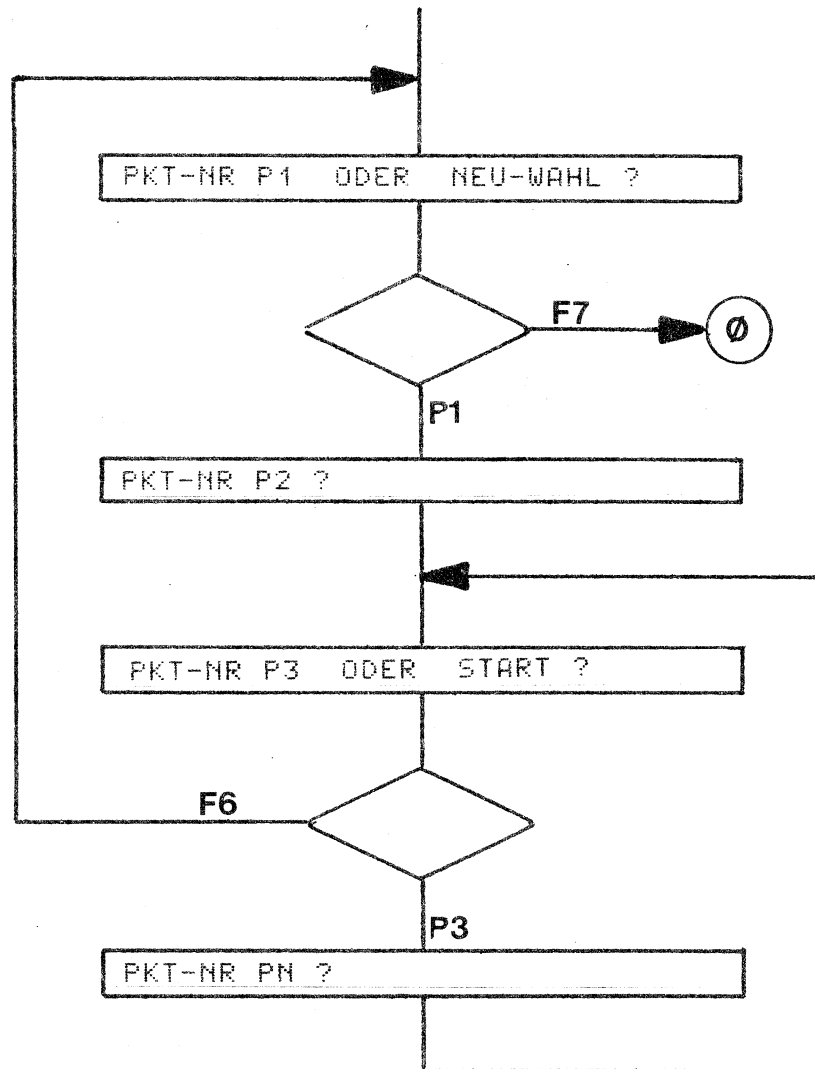 PKT-NR P1 ODER NEU-WAHL ?
F7
Ø
P1
PKT-NR P2 ?
PKT-NR P3 ODER START ?
F6
P3
PKT-NR PN ?